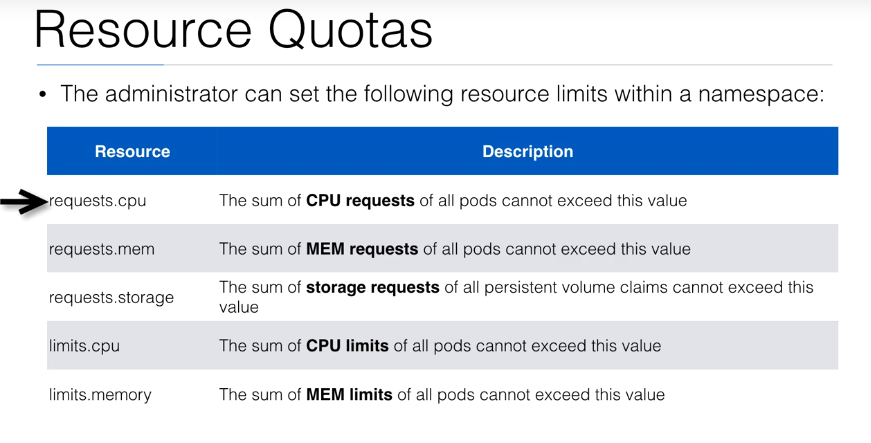 Resource Quotas
• The administrator can set the following resource limits within a namespace:
Resource Description
requests.cpu The sum of CPU requests of all pods cannot exceed this value
requests.mem The sum of MEM requests of all pods cannot exceed this value
requests.storage The sum of storage requests of all persistent volume claims cannot exceed this
value
limits.cpu The sum of CPU limits of all pods cannot exceed this value
limits.memory The sum of MEM limits of all pods cannot exceed this value